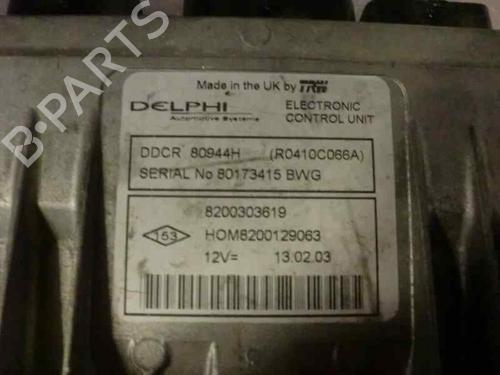 Made in the UK by TRW
DELPHI
Automotive Systems
ELECTRONIC
CONTROL UNIT
DDCR 80944H (R0410C066A)
SERIAL No 80173415 BWG
8200303619
153 HOM8200129063
12V= 13.02.03